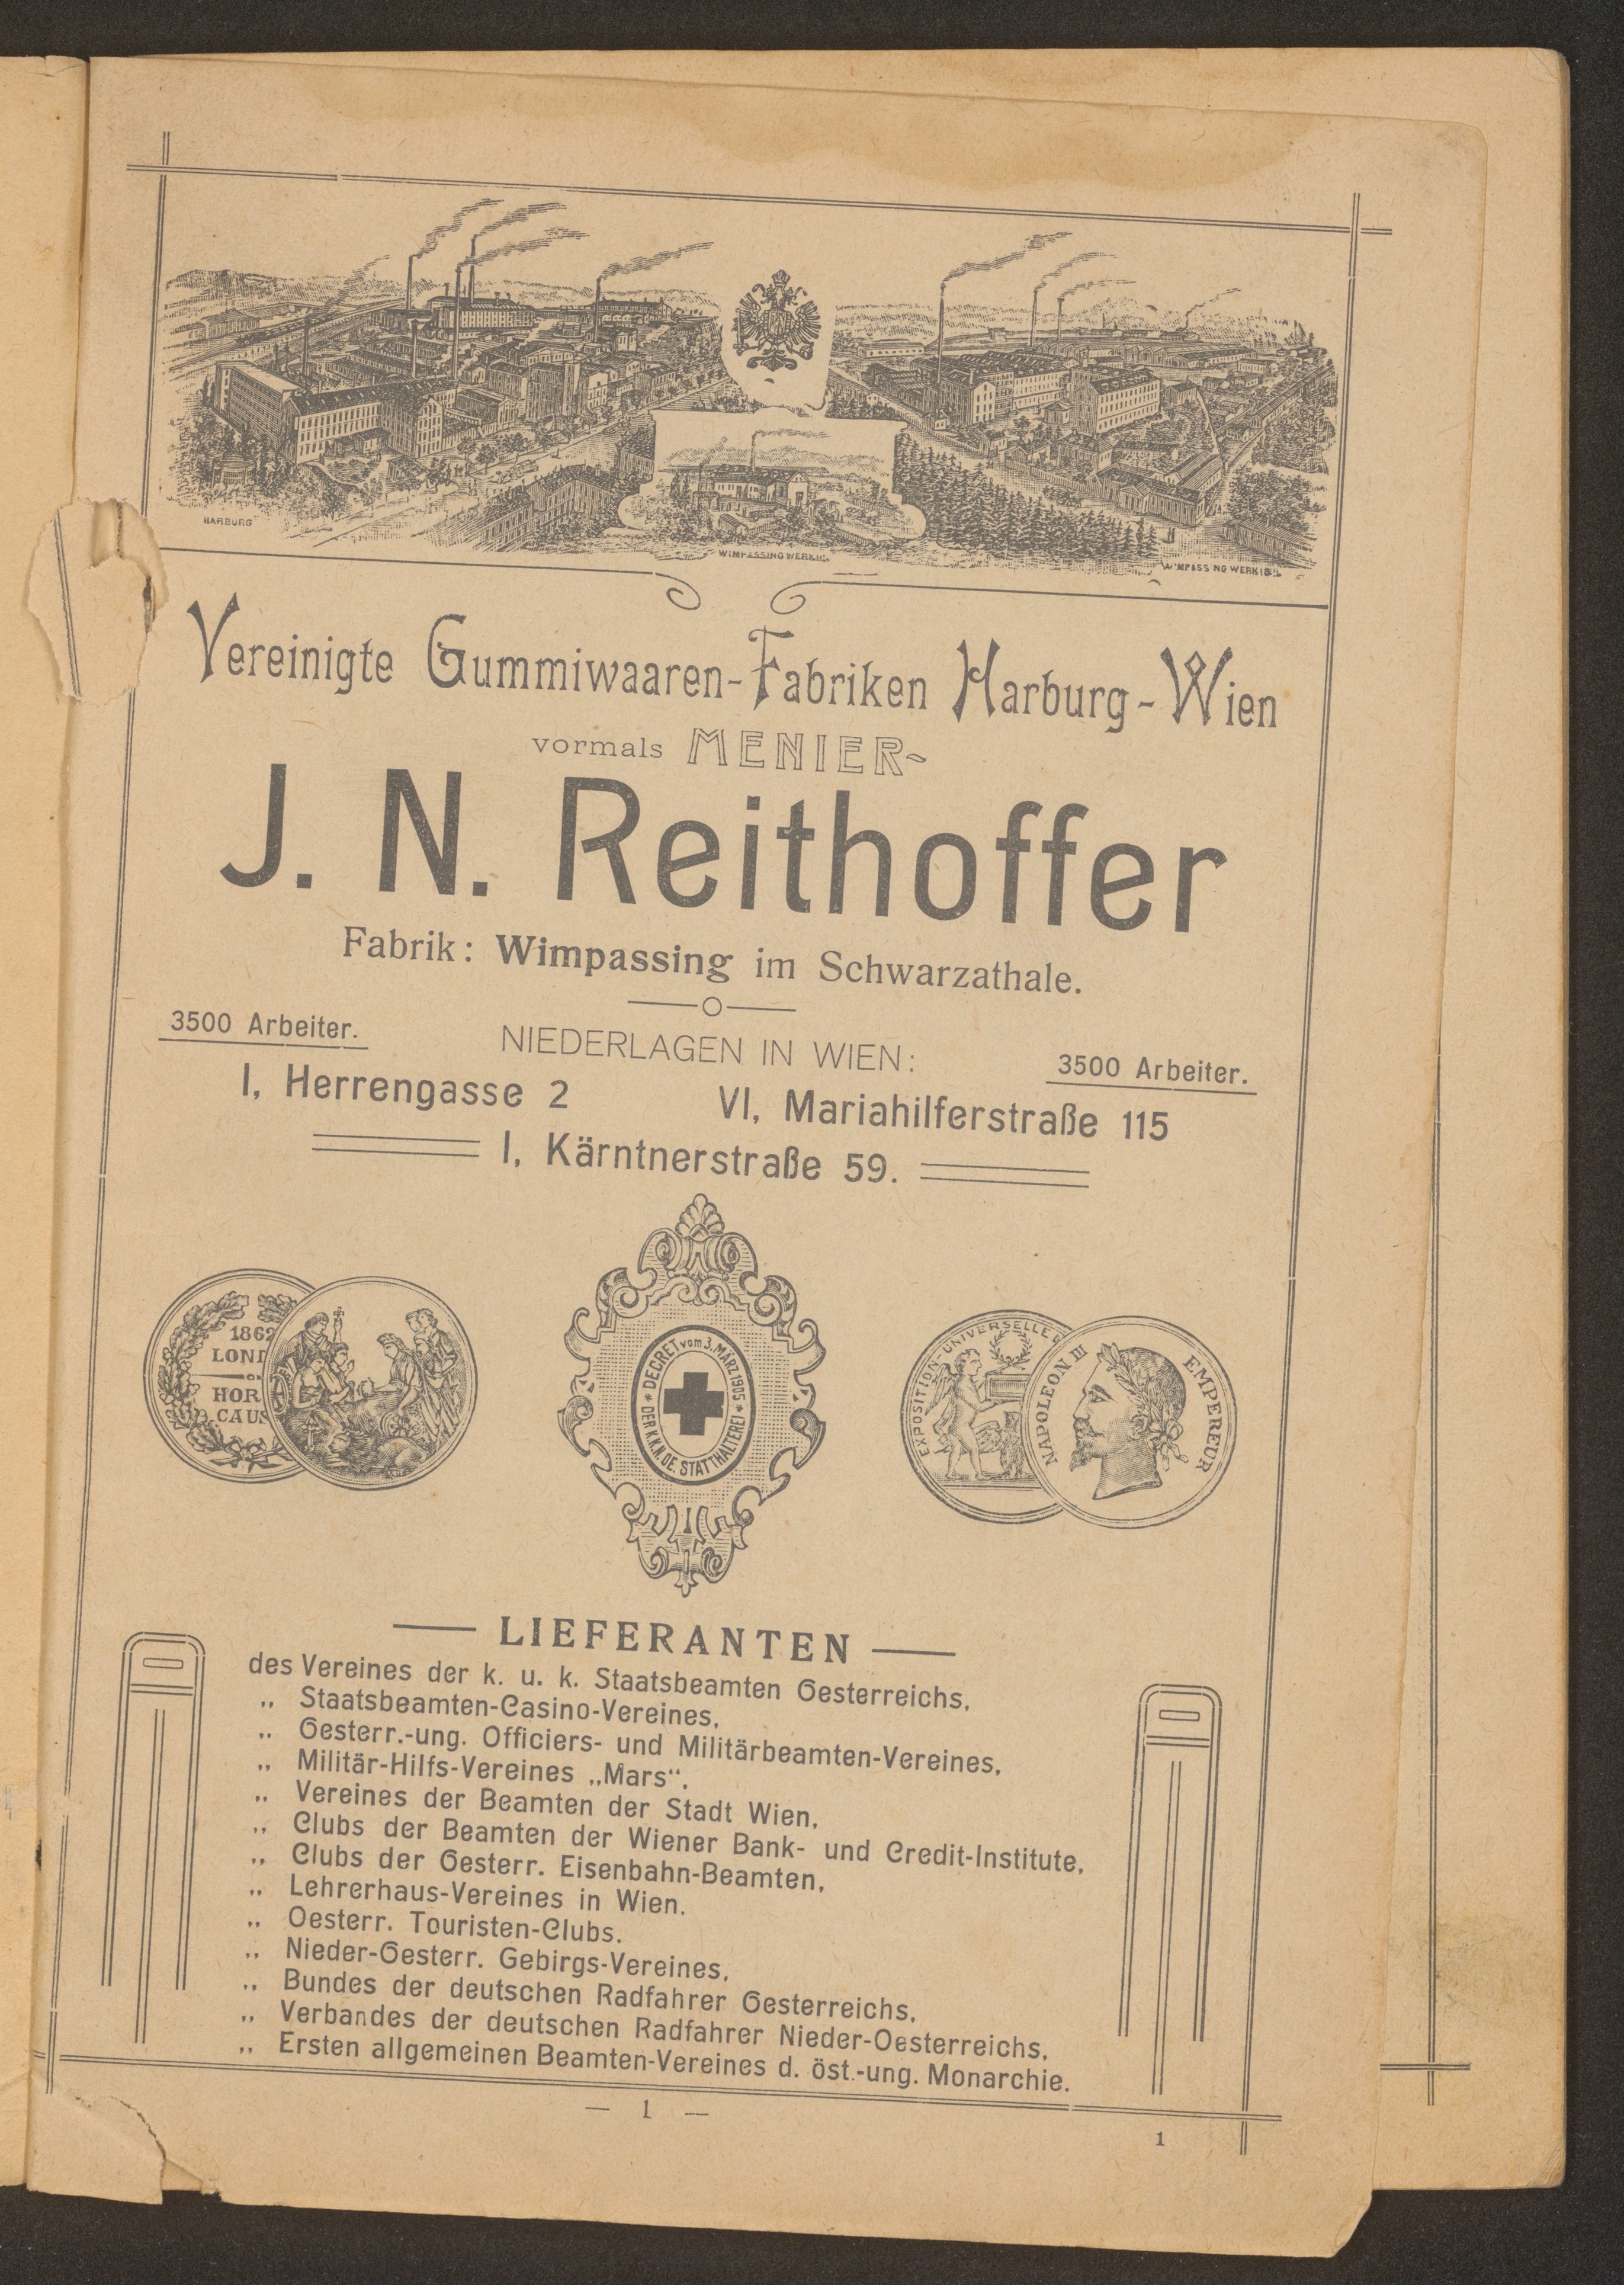 HARBURG
WIMPASSING WERK II.
WIMPASSING WERK I & II.
Vereinigte Gummiwaaren-Fabriken Harburg-Wien
vormals MENIER-
J. N. Reithoffer
Fabrik: Wimpassing im Schwarzathale.
3500 Arbeiter.
NIEDERLAGEN IN WIEN:
3500 Arbeiter.
I, Herrengasse 2
VI, Mariahilferstraße 115
I, Kärntnerstraße 59.
1862
LOND
HOR
CAUS
* DECRET vom 3. MÄRZ 1905 * DER K.K.N.OE. STATTHALTEREI
EXPOSITION-UNIVERSELLE
NAPOLEON III EMPEREUR
LIEFERANTEN
des Vereines der k. u. k. Staatsbeamten Oesterreichs,
„ Staatsbeamten-Casino-Vereines,
„ Oesterr.-ung. Officiers- und Militärbeamten-Vereines,
„ Militär-Hilfs-Vereines „Mars“,
„ Vereines der Beamten der Stadt Wien,
„ Clubs der Beamten der Wiener Bank- und Credit-Institute,
„ Clubs der Oesterr. Eisenbahn-Beamten,
„ Lehrerhaus-Vereines in Wien,
„ Oesterr. Touristen-Clubs.
„ Nieder-Oesterr. Gebirgs-Vereines,
„ Bundes der deutschen Radfahrer Oesterreichs,
„ Verbandes der deutschen Radfahrer Nieder-Oesterreichs,
„ Ersten allgemeinen Beamten-Vereines d. öst.-ung. Monarchie.
— 1 —
1